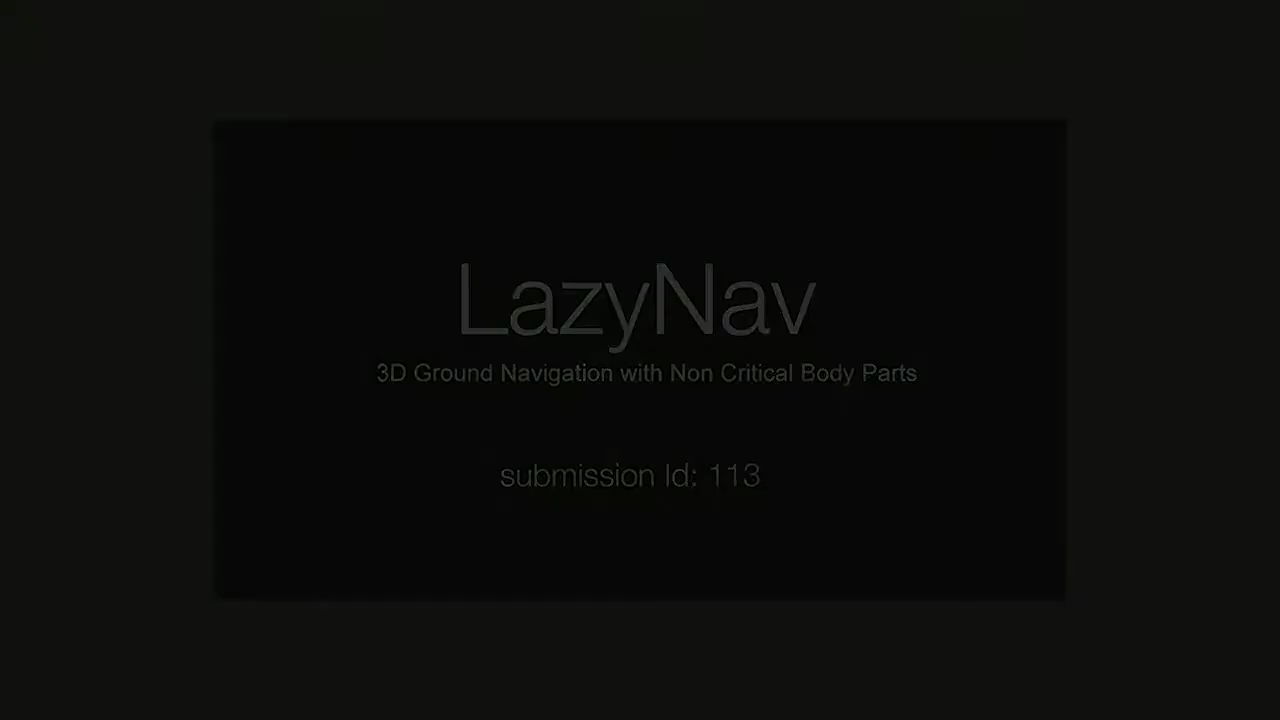 LazyNav
3D Ground Navigation with Non Critical Body Parts
submission Id: 113